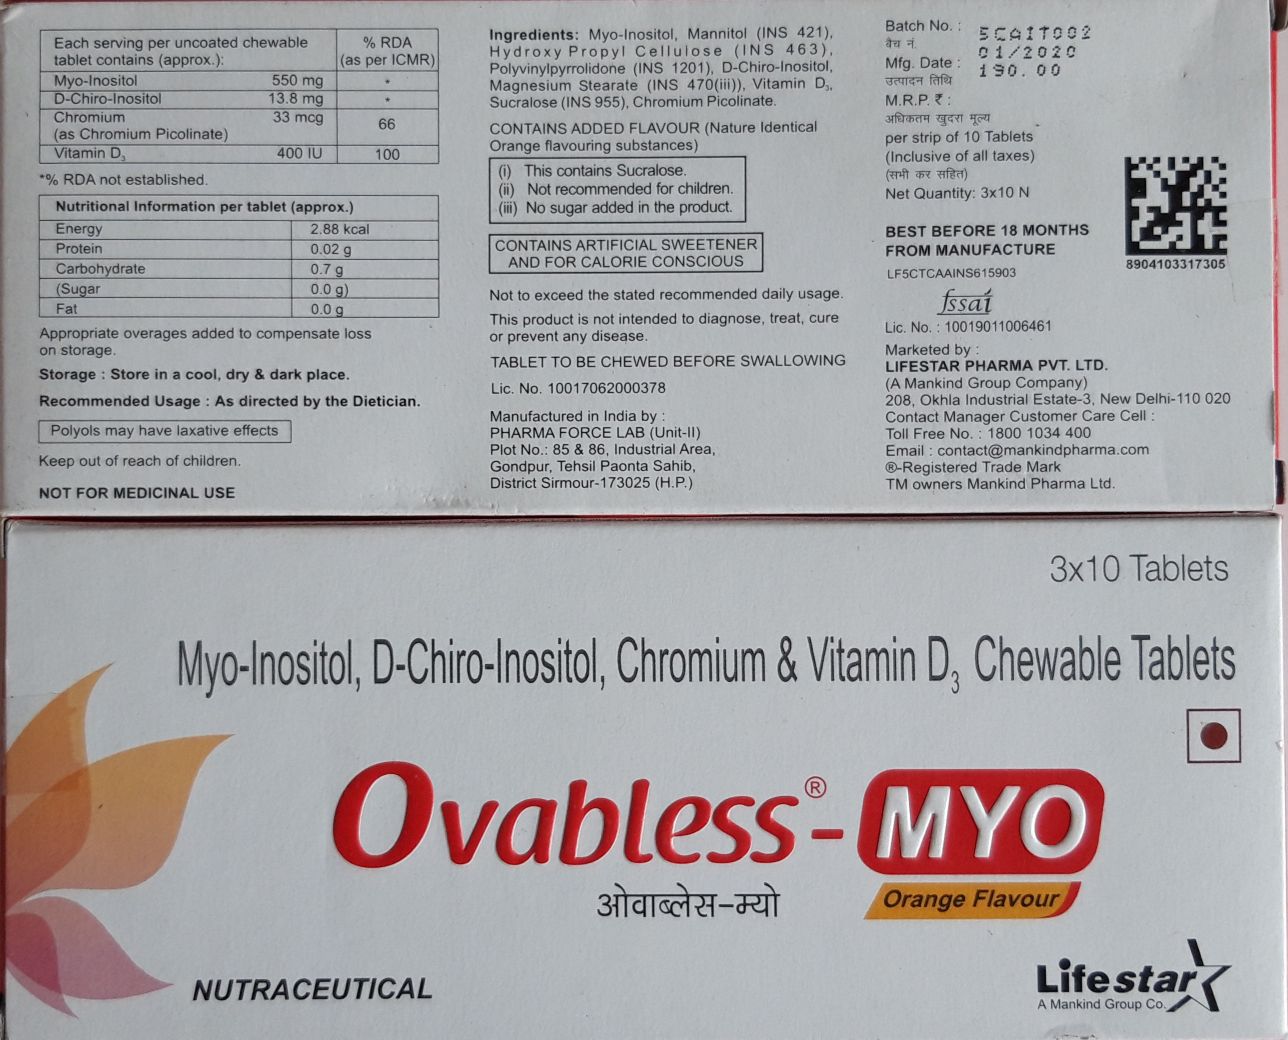 Each serving per uncoated chewable tablet contains (approx.): % RDA (as per ICMR)
Myo-Inositol 550 mg *
D-Chiro-Inositol 13.8 mg *
Chromium 33 mcg 66
(as Chromium Picolinate)
Vitamin D3 400 IU 100
*% RDA not established.
Nutritional Information per tablet (approx.)
Energy 2.88 kcal
Protein 0.02 g
Carbohydrate 0.7 g
(Sugar 0.0 g)
Fat 0.0 g
Appropriate overages added to compensate loss
on storage.
Storage : Store in a cool, dry & dark place.
Recommended Usage : As directed by the Dietician.
Polyols may have laxative effects
Keep out of reach of children.
NOT FOR MEDICINAL USE
Ingredients: Myo-Inositol, Mannitol (INS 421),
Hydroxy Propyl Cellulose (INS 463),
Polyvinylpyrrolidone (INS 1201), D-Chiro-Inositol,
Magnesium Stearate (INS 470(iii)), Vitamin D3,
Sucralose (INS 955), Chromium Picolinate.
CONTAINS ADDED FLAVOUR (Nature Identical
Orange flavouring substances)
(i) This contains Sucralose.
(ii) Not recommended for children.
(iii) No sugar added in the product.
CONTAINS ARTIFICIAL SWEETENER
AND FOR CALORIE CONSCIOUS
Not to exceed the stated recommended daily usage.
This product is not intended to diagnose, treat, cure
or prevent any disease.
TABLET TO BE CHEWED BEFORE SWALLOWING
Lic. No. 10017062000378
Manufactured in India by :
PHARMA FORCE LAB (Unit-II)
Plot No.: 85 & 86, Industrial Area,
Gondpur, Tehsil Paonta Sahib,
District Sirmour-173025 (H.P.)
Batch No. : 5CAIT002
बैच नं.
Mfg. Date : 01/2020
उत्पादन तिथि
M.R.P. ₹ : 190.00
अधिकतम खुदरा मूल्य
per strip of 10 Tablets
(Inclusive of all taxes)
(सभी कर सहित)
Net Quantity: 3x10 N
BEST BEFORE 18 MONTHS
FROM MANUFACTURE
LF5CTCAAINS615903
fssai
Lic. No. : 10019011006461
Marketed by :
LIFESTAR PHARMA PVT. LTD.
(A Mankind Group Company)
208, Okhla Industrial Estate-3, New Delhi-110 020
Contact Manager Customer Care Cell :
Toll Free No. : 1800 1034 400
Email : contact@mankindpharma.com
®-Registered Trade Mark
TM owners Mankind Pharma Ltd.
8904103317305
3x10 Tablets
Myo-Inositol, D-Chiro-Inositol, Chromium & Vitamin D3 Chewable Tablets
Ovabless®-MYO
ओवाब्लेस-म्यो
Orange Flavour
NUTRACEUTICAL
Lifestar
A Mankind Group Co.